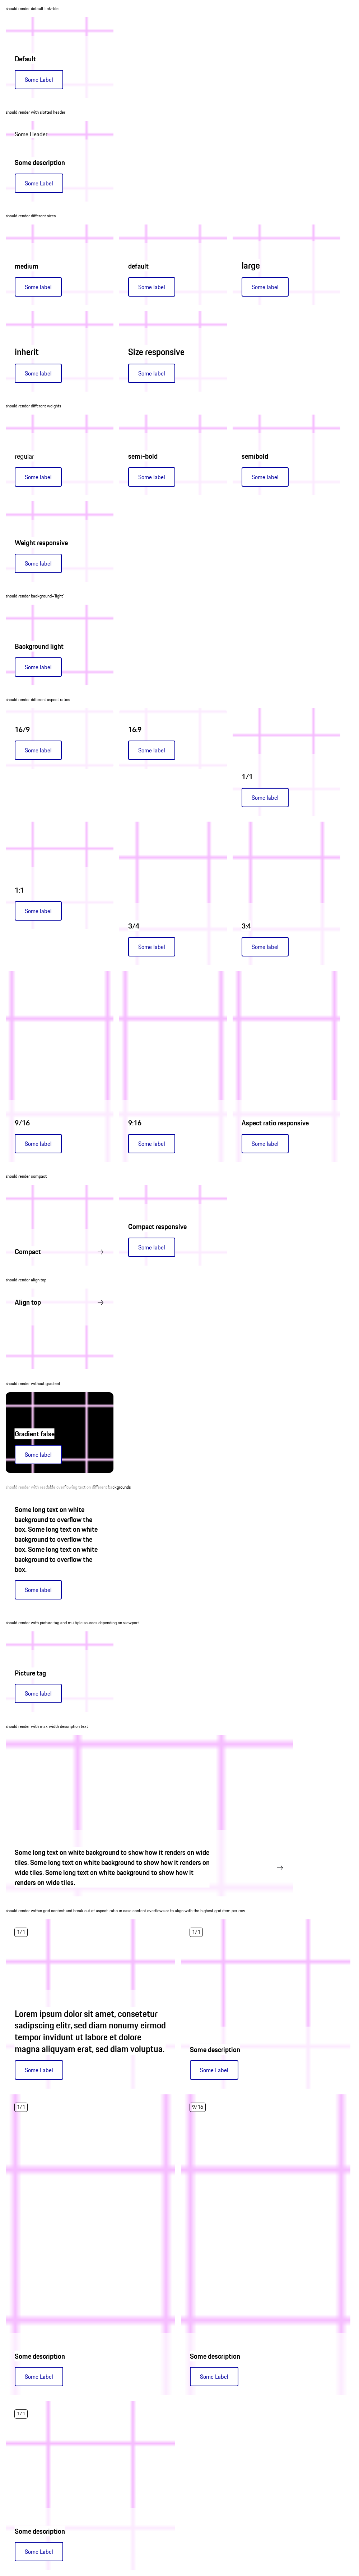 should render default link-tile
Default
Some Label
should render with slotted header
Some Header
Some description
Some Label
should render different sizes
medium
default
large
Some label
Some label
Some label
inherit
Size responsive
Some label
Some label
should render different weights
regular
semi-bold
semibold
Some label
Some label
Some label
Weight responsive
Some label
should render background='light'
Background light
Some label
should render different aspect ratios
16/9
16:9
Some label
Some label
1/1
Some label
1:1
Some label
3/4
3:4
Some label
Some label
9/16
9:16
Aspect ratio responsive
Some label
Some label
Some label
should render compact
Compact
Compact responsive
Some label
should render align top
Align top
should render without gradient
Gradient false
Some label
should render with readable overflowing text on different backgrounds
Some long text on white
background to overflow the
box. Some long text on white
background to overflow the
box. Some long text on white
background to overflow the
box.
Some label
should render with picture tag and multiple sources depending on viewport
Picture tag
Some label
should render with max width description text
Some long text on white background to show how it renders on wide
tiles. Some long text on white background to show how it renders on
wide tiles. Some long text on white background to show how it
renders on wide tiles.
should render within grid context and break out of aspect-ratio in case content overflows or to align with the highest grid item per row
1/1
1/1
Lorem ipsum dolor sit amet, consetetur
sadipscing elitr, sed diam nonumy eirmod
tempor invidunt ut labore et dolore
magna aliquyam erat, sed diam voluptua.
Some Label
Some description
Some Label
1/1
9/16
Some description
Some description
Some Label
Some Label
1/1
Some description
Some Label